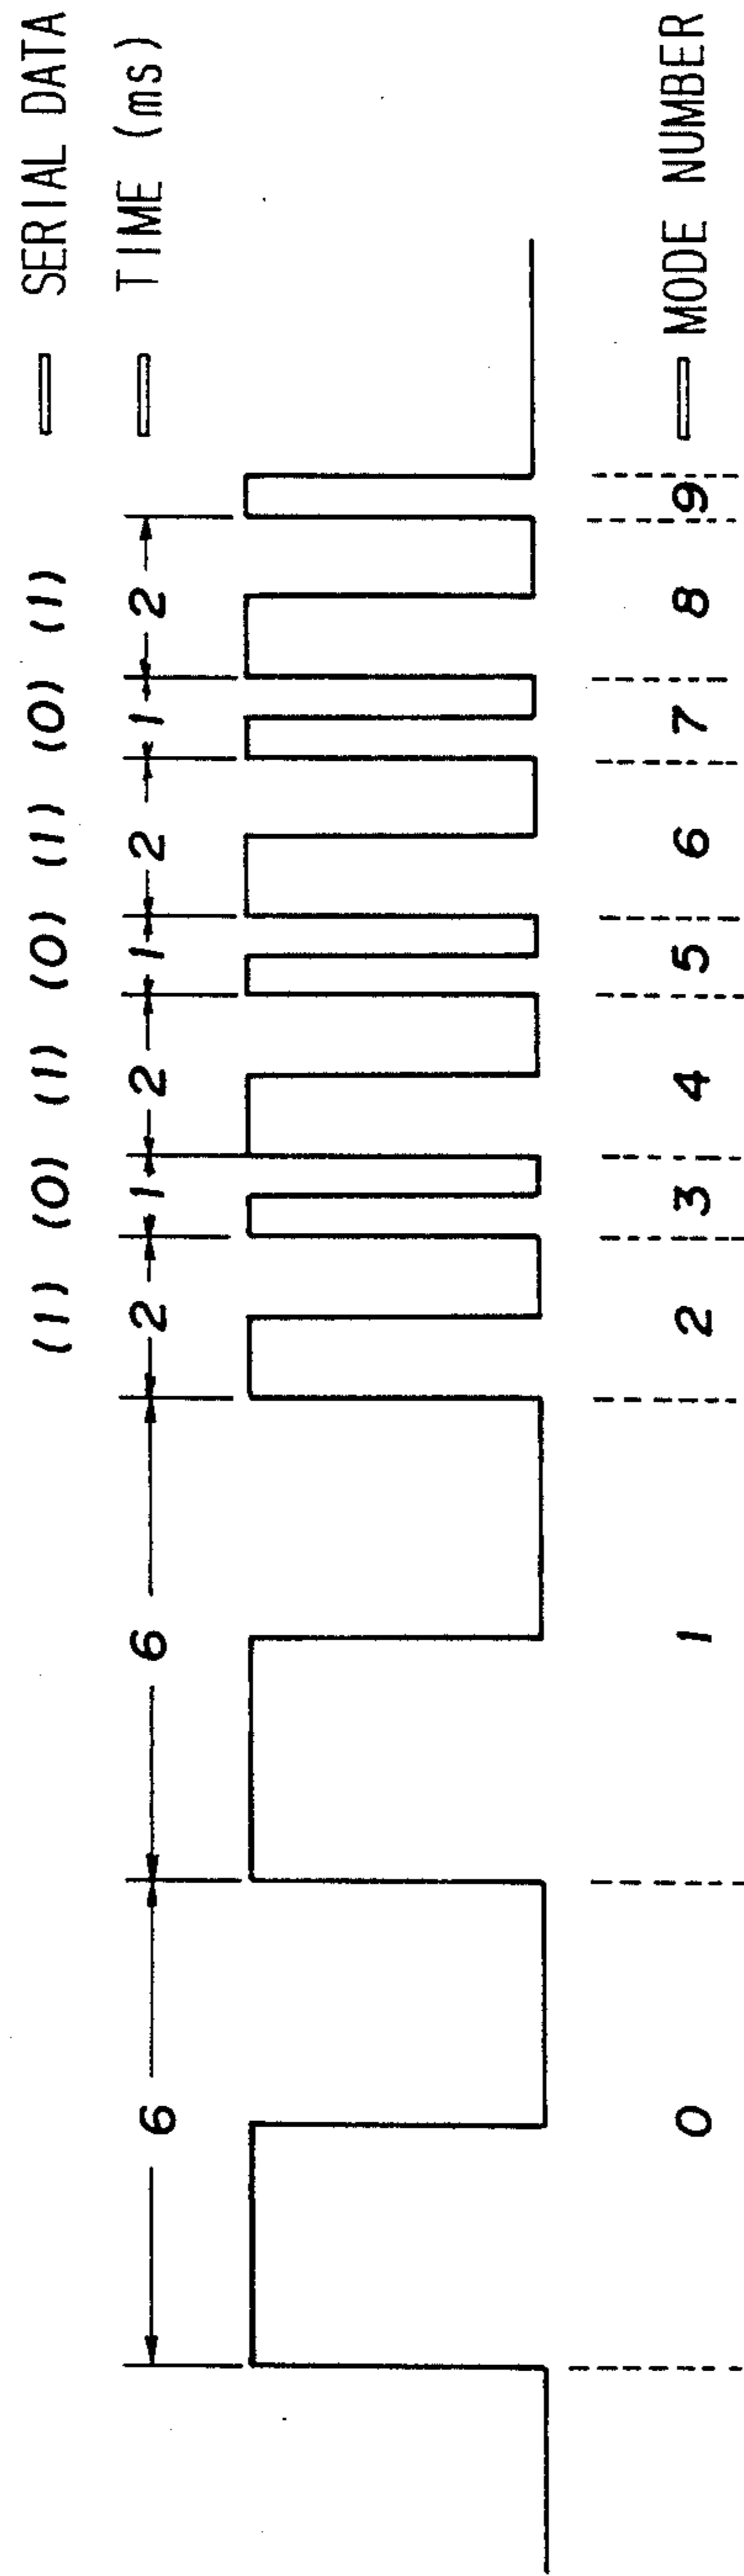 (1) (0) (1) (0) (1) (0) (1) SERIAL DATA
6 6 2 1 2 1 2 1 2 TIME (ms)
0 1 2 3 4 5 6 7 8 9 MODE NUMBER